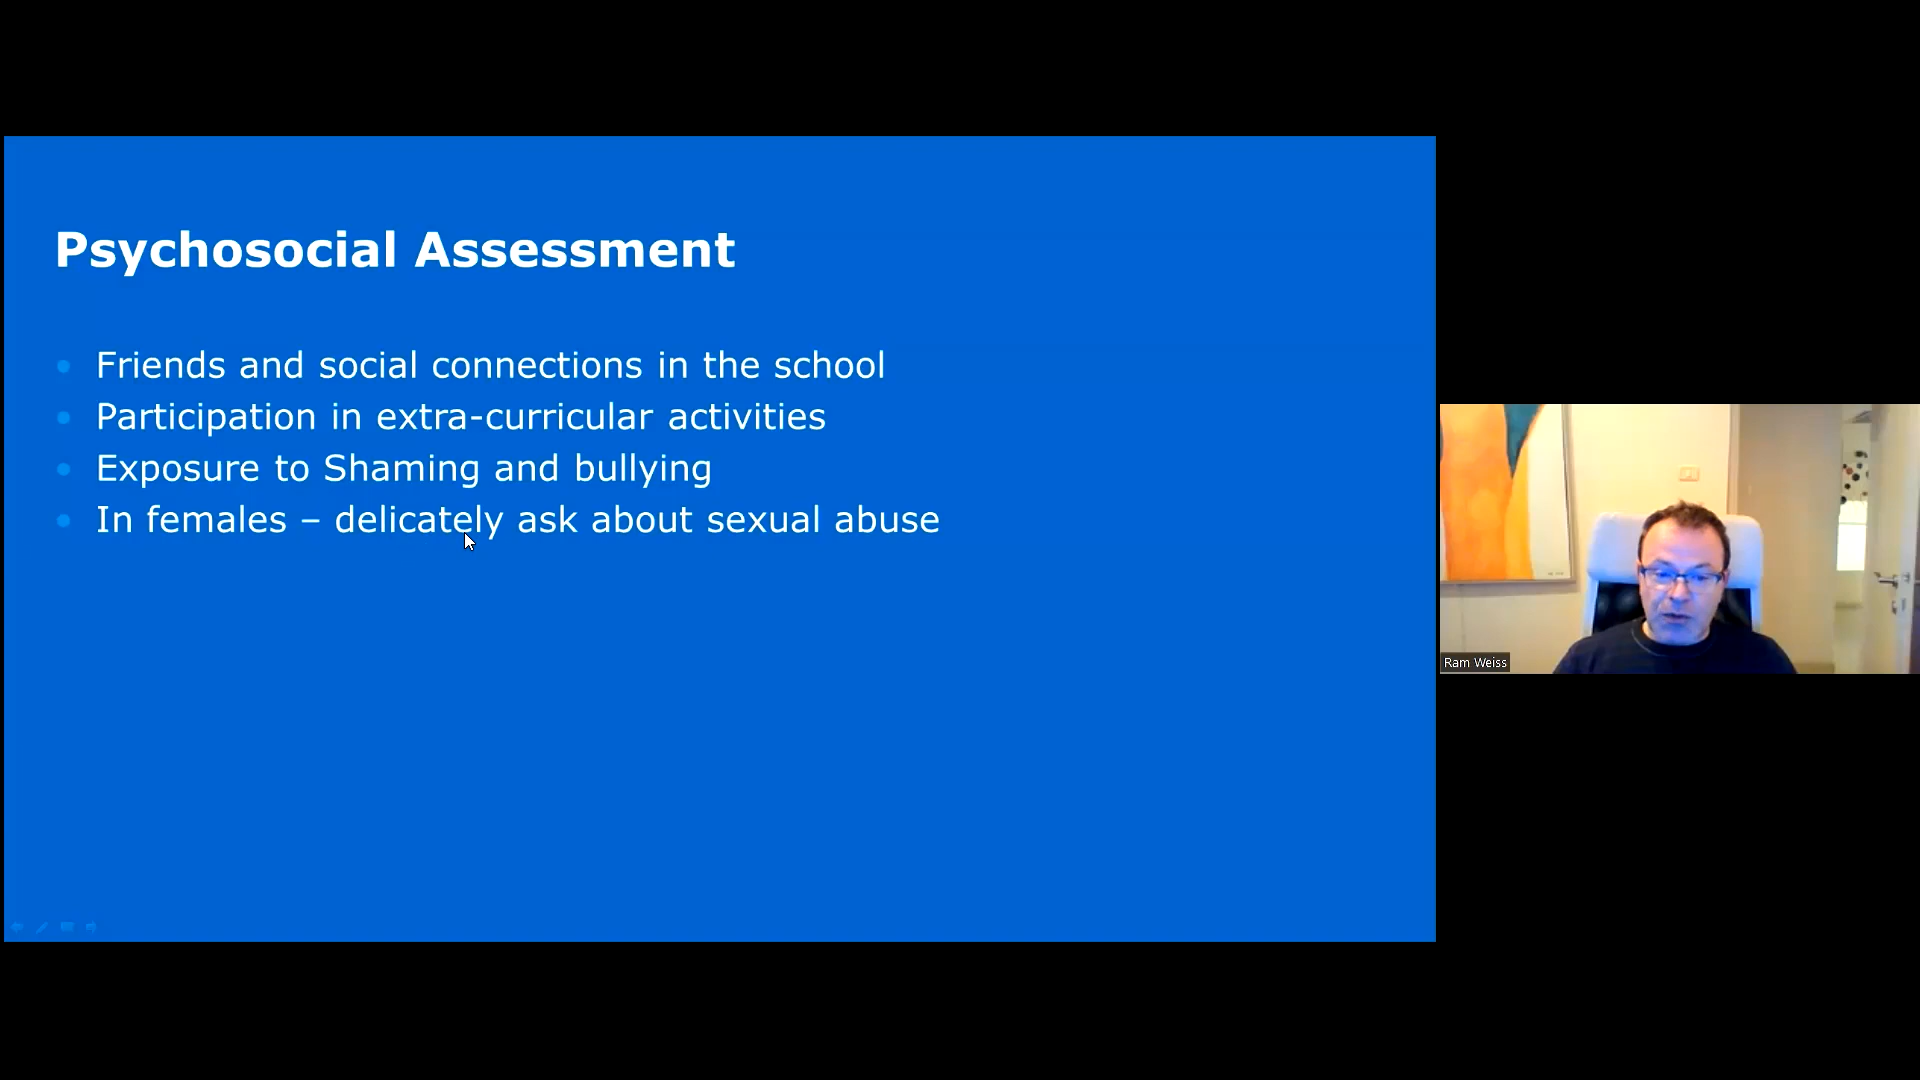 Psychosocial Assessment
Friends and social connections in the school
Participation in extra-curricular activities
Exposure to Shaming and bullying
In females – delicately ask about sexual abuse
Ram Weiss